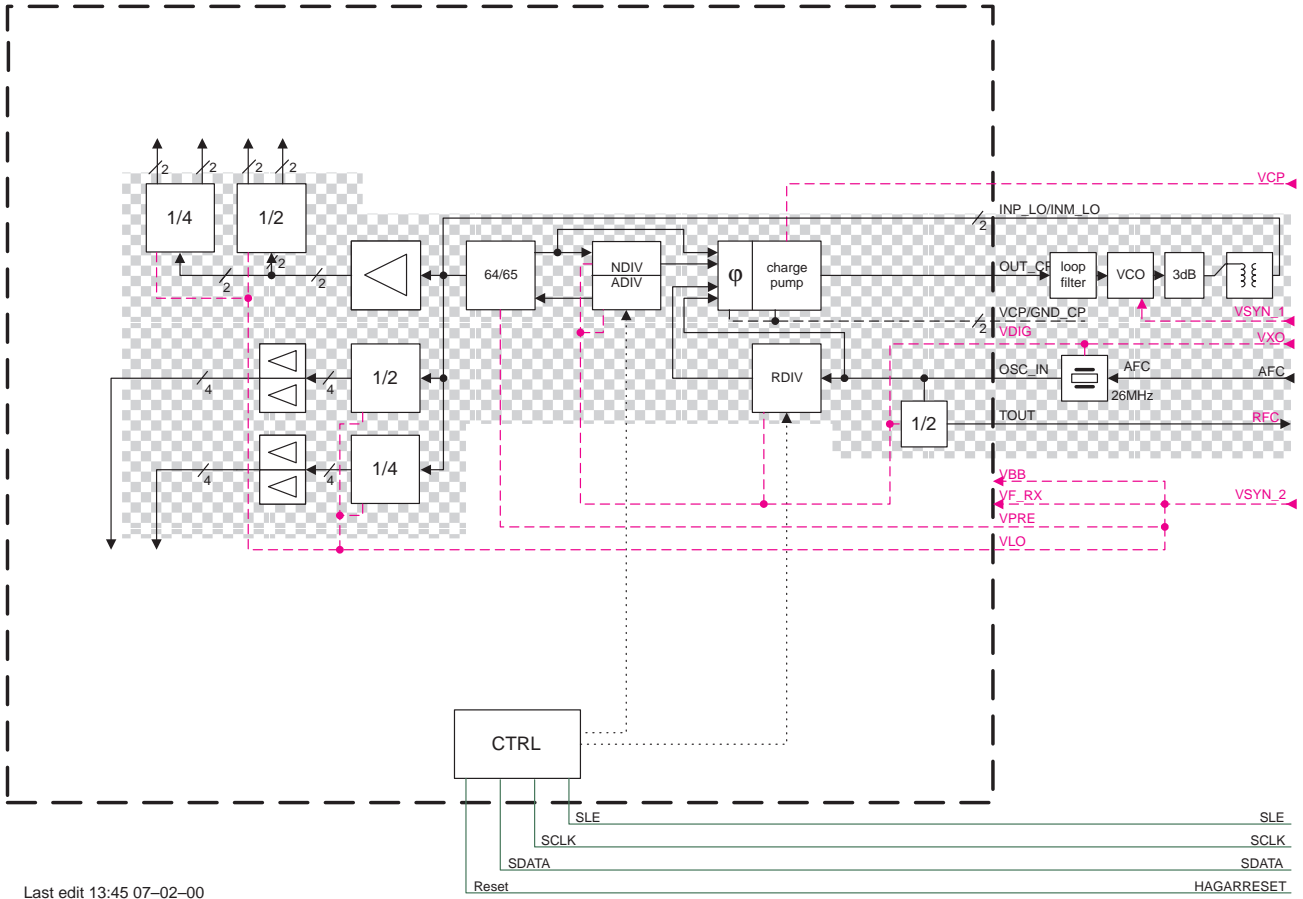 VCP
2
2
2
2
1/4
1/2
INP_LO/INM_LO
2
64/65
NDIV
ADIV
φ
charge
pump
OUT_CP
loop
filter
VCO
3dB
2
2
2
VCP/GND_CP
2
VSYN_1
VDIG
VXO
1/2
4
4
RDIV
OSC_IN
AFC
AFC
26MHz
1/2
TOUT
RFC
1/4
4
4
VBB
VF_RX
VSYN_2
VPRE
VLO
CTRL
SLE
SLE
SCLK
SCLK
SDATA
SDATA
Reset
HAGARRESET
Last edit 13:45 07–02–00